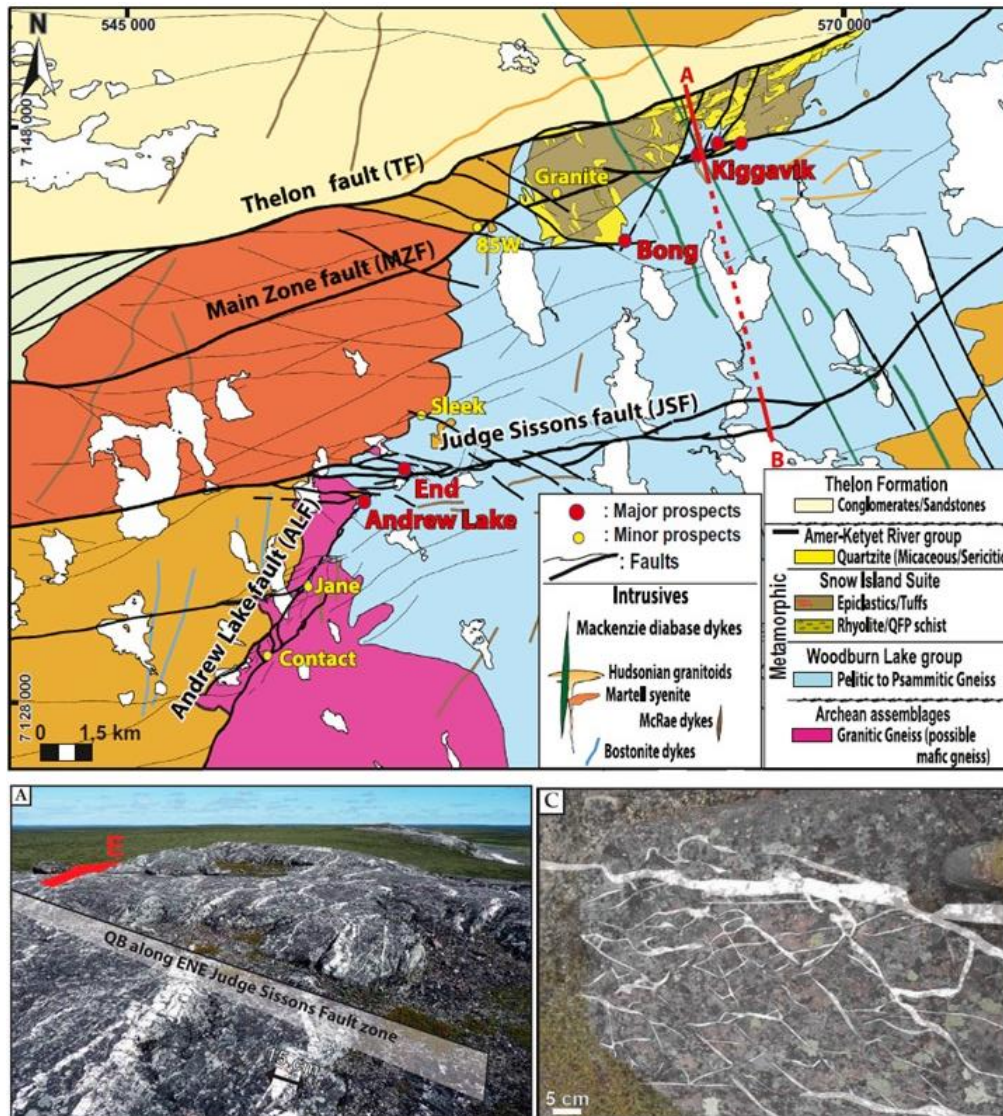 545 000
570 000
N
A
7 148 000
Thelon fault (TF)
Granite
Kiggavik
85W
Bong
Main Zone fault (MZF)
Sleek
Judge Sissons fault (JSF)
B
End
Andrew Lake
Andrew Lake fault (ALF)
Jane
Contact
7 128 000
0 1,5 km
: Major prospects
: Minor prospects
: Faults
Intrusives
Mackenzie diabase dykes
Hudsonian granitoids
Martell syenite
McRae dykes
Bostonite dykes
Thelon Formation
Conglomerates/Sandstones
Metamorphic
Amer-Ketyet River group
Quartzite (Micaceous/Sericitic
Snow Island Suite
Epiclastics/Tuffs
Rhyolite/QFP schist
Woodburn Lake group
Pelitic to Psammitic Gneiss
Archean assemblages
Granitic Gneiss (possible
mafic gneiss)
A
E
QB along ENE Judge Sissons Fault zone
15 cm
C
5 cm